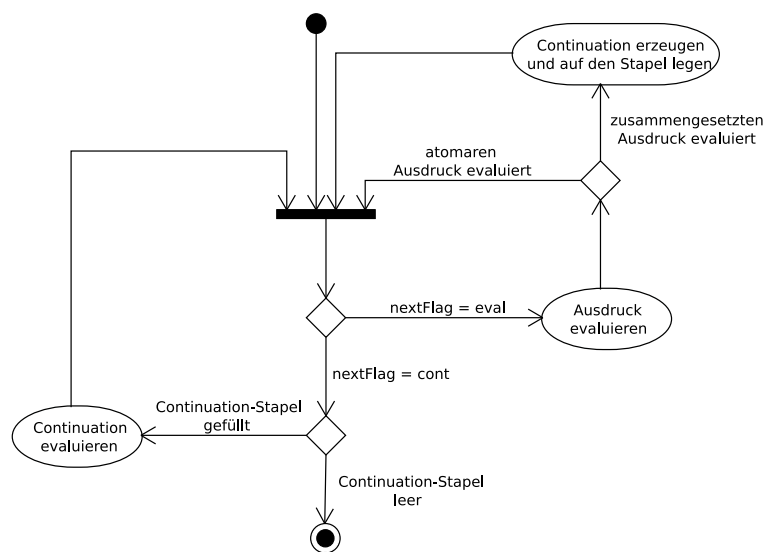 Continuation erzeugen
und auf den Stapel legen
zusammengesetzten
Ausdruck evaluiert
atomaren
Ausdruck evaluiert
nextFlag = eval
Ausdruck
evaluieren
nextFlag = cont
Continuation-Stapel
gefüllt
Continuation
evaluieren
Continuation-Stapel
leer